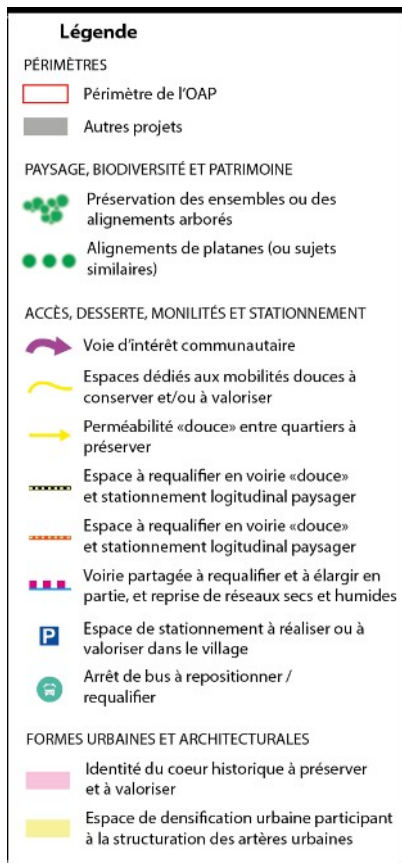 Légende
PÉRIMÈTRES
Périmètre de l'OAP
Autres projets
PAYSAGE, BIODIVERSITÉ ET PATRIMOINE
Préservation des ensembles ou des
alignements arborés
Alignements de platanes (ou sujets
similaires)
ACCÈS, DESSERTE, MONILITÉS ET STATIONNEMENT
Voie d'intérêt communautaire
Espaces dédiés aux mobilités douces à
conserver et/ou à valoriser
Perméabilité «douce» entre quartiers à
préserver
Espace à requalifier en voirie «douce»
et stationnement logitudinal paysager
Espace à requalifier en voirie «douce»
et stationnement logitudinal paysager
Voirie partagée à requalifier et à élargir en
partie, et reprise de réseaux secs et humides
P
Espace de stationnement à réaliser ou à
valoriser dans le village
Arrêt de bus à repositionner /
requalifier
FORMES URBAINES ET ARCHITECTURALES
Identité du coeur historique à préserver
et à valoriser
Espace de densification urbaine participant
à la structuration des artères urbaines